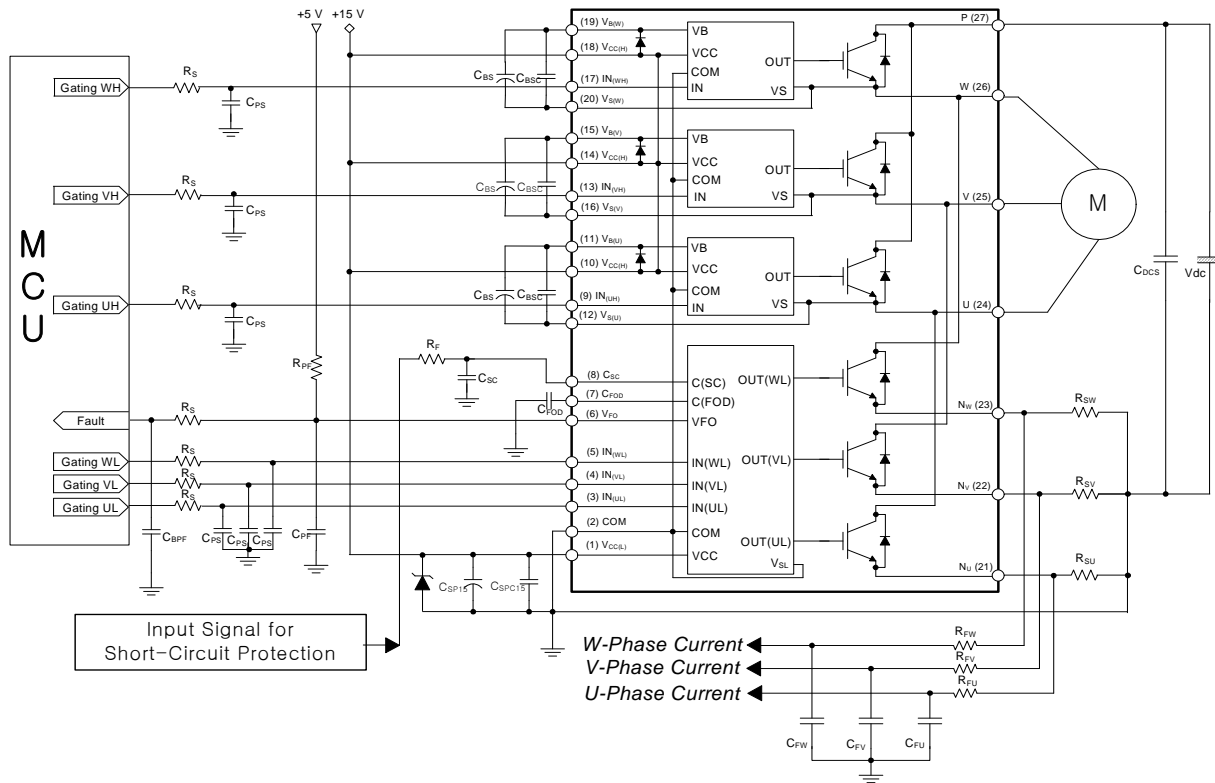 +5 V
+15 V
MCU
Gating WH
Gating VH
Gating UH
Fault
Gating WL
Gating VL
Gating UL
RS
RS
RS
RS
RS
RS
RS
CPS
CPS
CPS
CPS
CPS
CPS
CBPF
CPF
RPF
RF
CSC
CFOD
CBS
CBSC
CBS
CBSC
CBS
CBSC
CSP15
CSPC15
Input Signal for
Short-Circuit Protection
(19) VB(W)
(18) VCC(H)
(17) IN(WH)
(20) VS(W)
(15) VB(V)
(14) VCC(H)
(13) IN(VH)
(16) VS(V)
(11) VB(U)
(10) VCC(H)
(9) IN(UH)
(12) VS(U)
(8) CSC
(7) CFOD
(6) VFO
(5) IN(WL)
(4) IN(VL)
(3) IN(UL)
(2) COM
(1) VCC(L)
VB
VCC
COM
IN
OUT
VS
VB
VCC
COM
IN
OUT
VS
VB
VCC
COM
IN
OUT
VS
C(SC)
C(FOD)
VFO
IN(WL)
IN(VL)
IN(UL)
COM
VCC
OUT(WL)
OUT(VL)
OUT(UL)
VSL
P (27)
W (26)
V (25)
U (24)
NW (23)
NV (22)
NU (21)
M
CDCS
Vdc
RSW
RSV
RSU
RFW
RFV
RFU
W-Phase Current
V-Phase Current
U-Phase Current
CFW
CFV
CFU